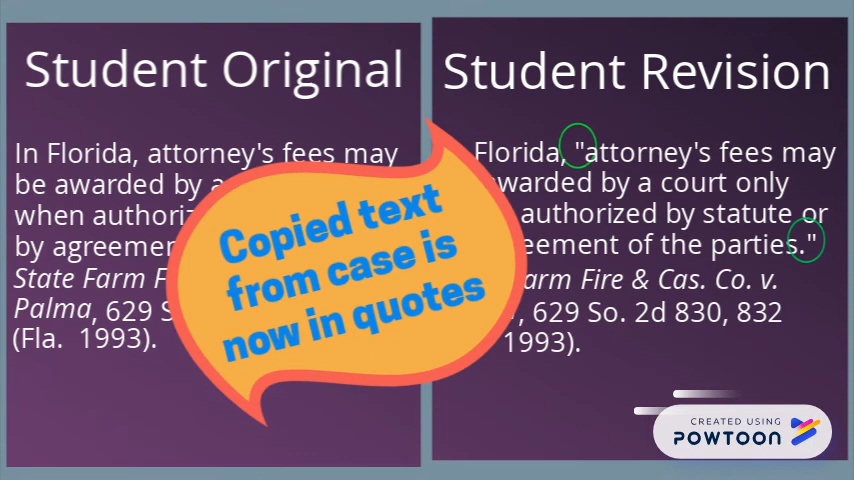 Student Original
In Florida, attorney's fees may
be awarded by a
when authoriz
by agreemen
State Farm F
Palma, 629 S
(Fla. 1993).
Copied text
from case is
now in quotes
Student Revision
Florida, "attorney's fees may
warded by a court only
authorized by statute or
eement of the parties."
arm Fire & Cas. Co. v.
, 629 So. 2d 830, 832
1993).
CREATED USING
POWTOON